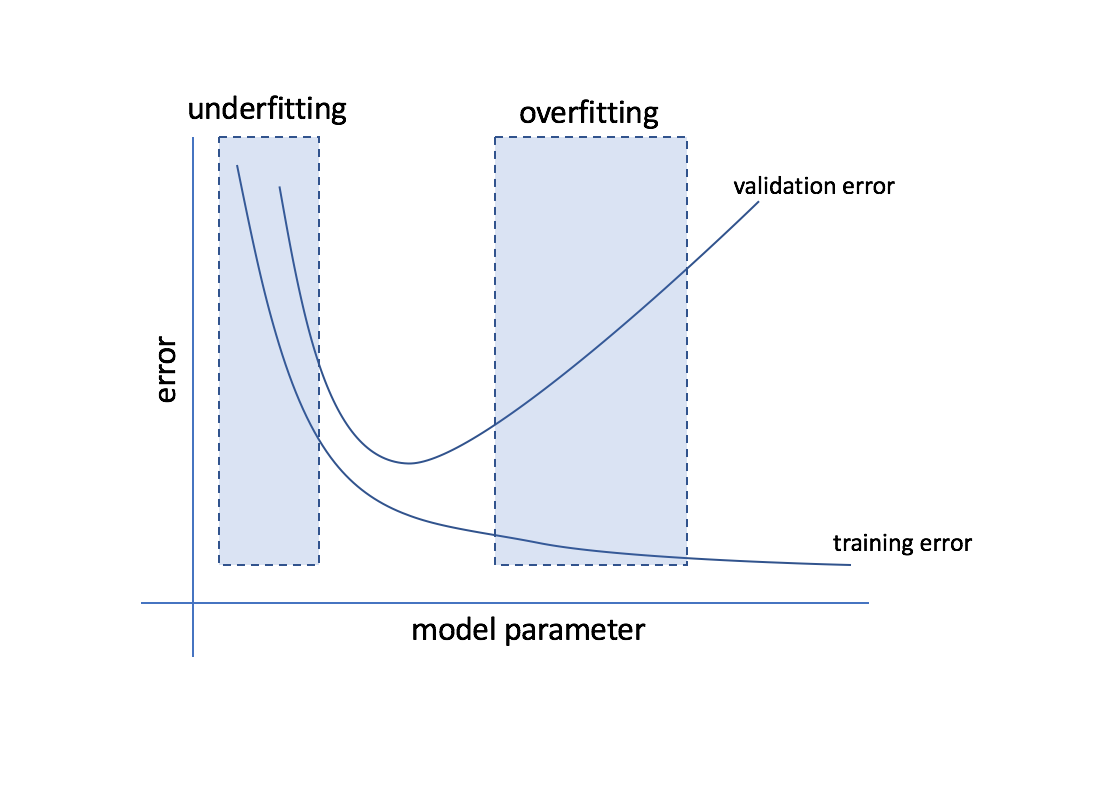 underfitting
overfitting
validation error
error
training error
model parameter